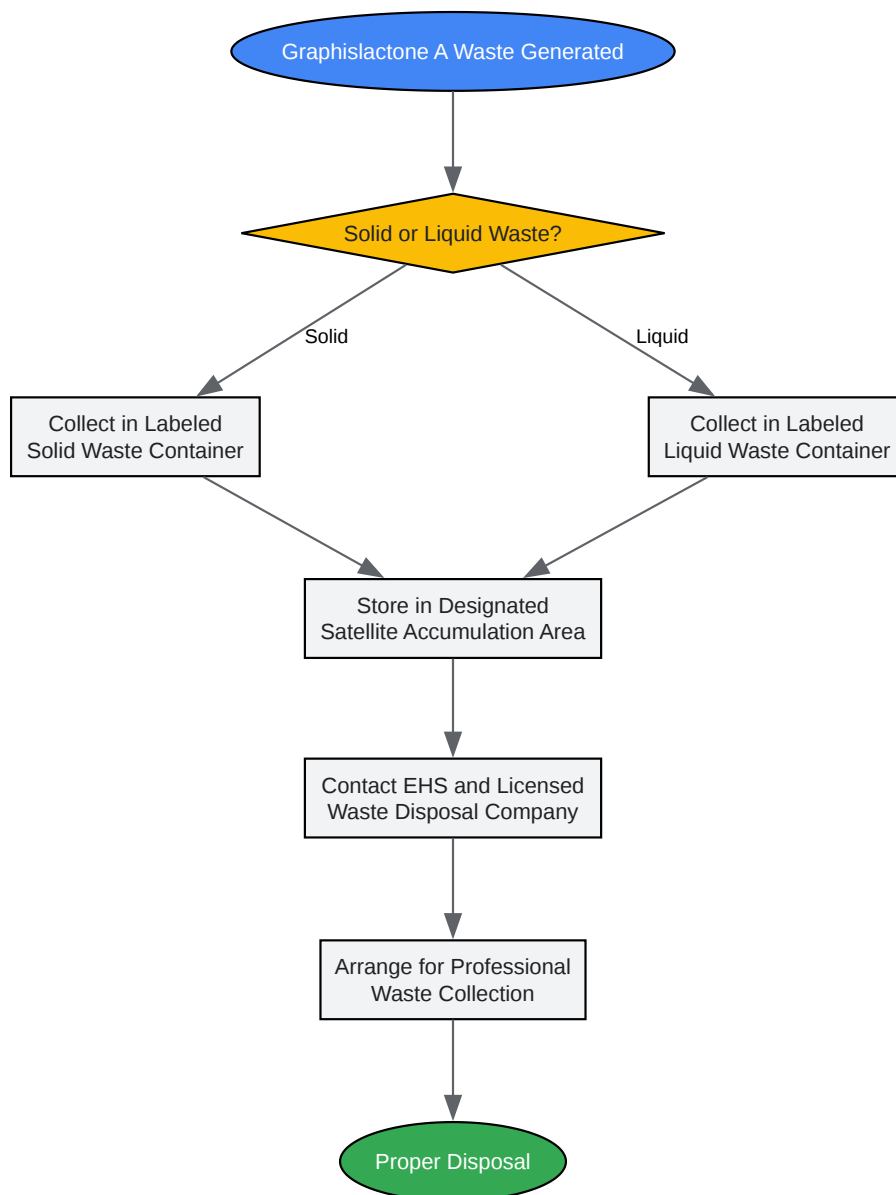 Graphislactone A Waste Generated
Solid or Liquid Waste?
Solid
Liquid
Collect in Labeled
Solid Waste Container
Collect in Labeled
Liquid Waste Container
Store in Designated
Satellite Accumulation Area
Contact EHS and Licensed
Waste Disposal Company
Arrange for Professional
Waste Collection
Proper Disposal